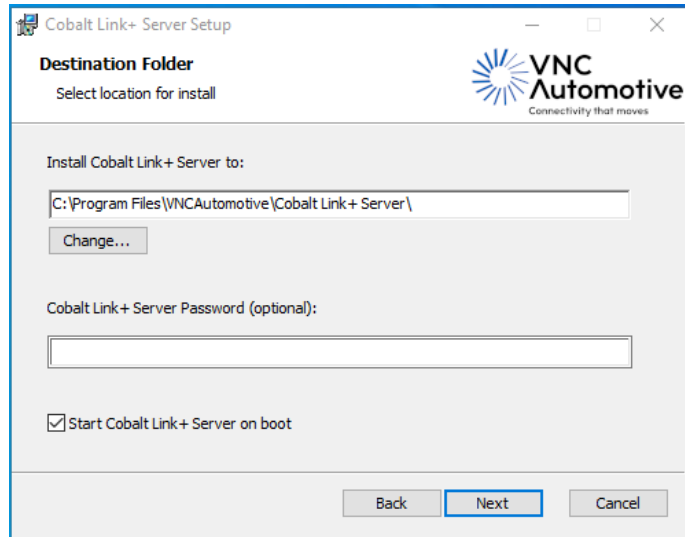 Cobalt Link+ Server Setup
Destination Folder
Select location for install
VNC
Automotive
Connectivity that moves
Install Cobalt Link+ Server to:
C:\Program Files\VNCAutomotive\Cobalt Link+ Server\
Change...
Cobalt Link+ Server Password (optional):
Start Cobalt Link+ Server on boot
Back
Next
Cancel